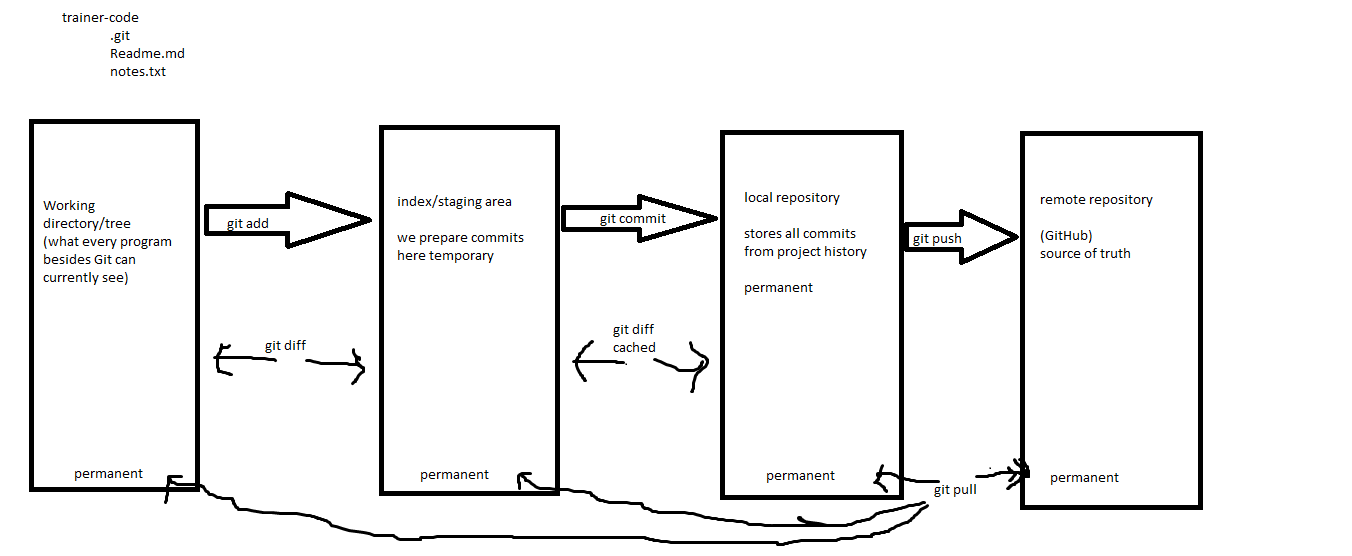 trainer-code
.git
Readme.md
notes.txt
Working
directory/tree
(what every program
besides Git can
currently see)
git add
index/staging area
we prepare commits
here temporary
git commit
local repository
stores all commits
from project history
permanent
git push
remote repository
(GitHub)
source of truth
git diff
git diff
cached
permanent
permanent
permanent
git pull
permanent